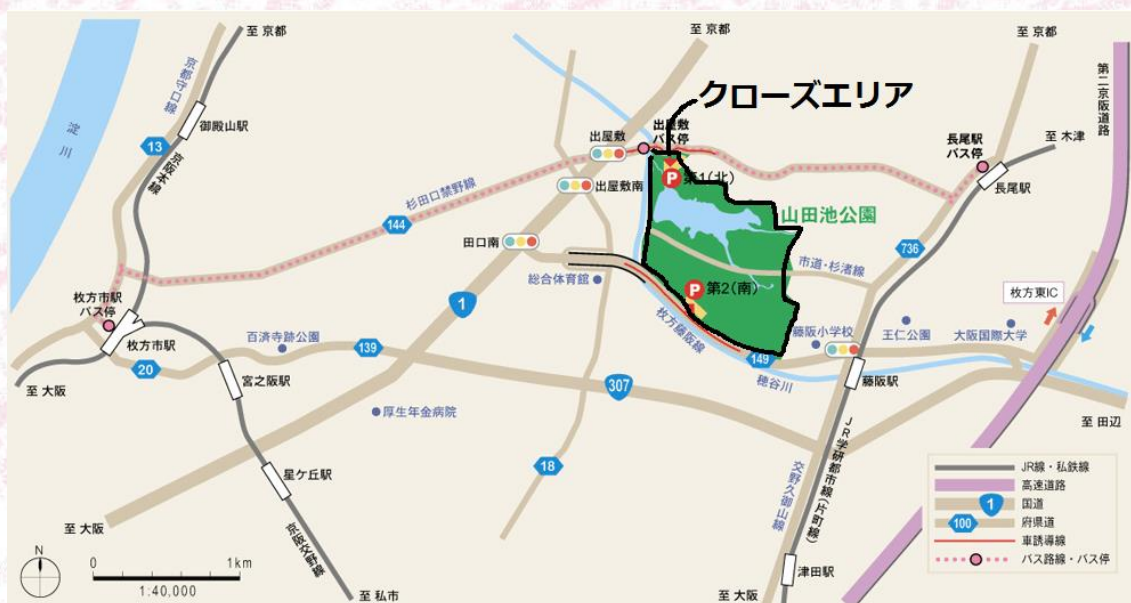 至 京都
至 京都
至 京都
淀川
京都守口線
13
御殿山駅
京阪本線
クローズエリア
第二京阪道路
出屋敷
出屋敷
バス停
長尾駅
バス停
至 木津
長尾駅
出屋敷南
P 第1(北)
杉田口禁野線
144
山田池公園
田口南
736
市道・杉渚線
総合体育館
枚方市駅
バス停
1
P 第2(南)
枚方藤阪線
枚方東IC
百済寺跡公園
枚方市駅
藤阪小学校
王仁公園
大阪国際大学
139
149
20
宮之阪駅
穂谷川
藤阪駅
至 大阪
307
厚生年金病院
至 田辺
JR学研都市線(片町線)
交野久御山線
18
星ケ丘駅
至 大阪
京阪交野線
N
0 1km
1:40,000
至 私市
津田駅
至 大阪
JR線・私鉄線
高速道路
1 国道
100 府県道
車誘導線
バス路線・バス停